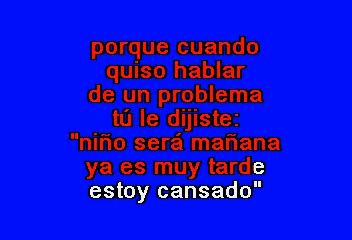 porque cuando
quiso hablar
de un problema
tú le dijiste:
"niño será mañana
ya es muy tarde
estoy cansado"